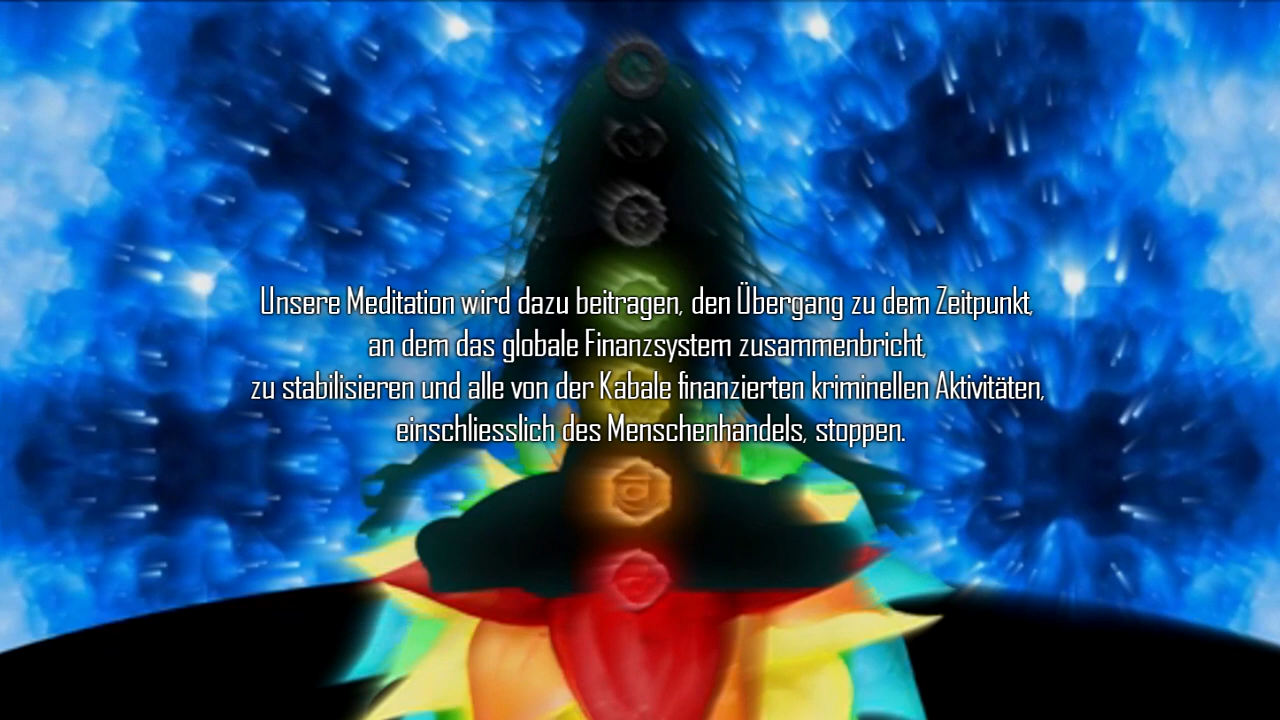 Unsere Meditation wird dazu beitragen, den Übergang zu dem Zeitpunkt,
an dem das globale Finanzsystem zusammenbricht,
zu stabilisieren und alle von der Kabale finanzierten kriminellen Aktivitäten,
einschliesslich des Menschenhandels, stoppen.